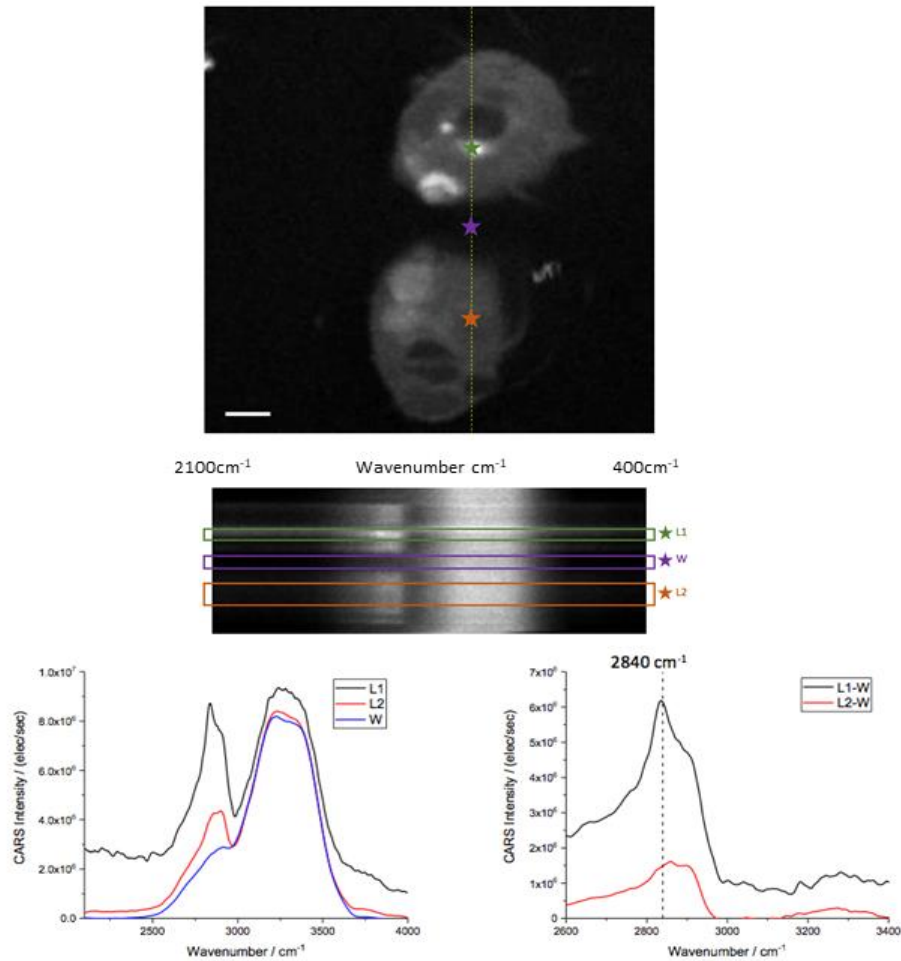 2100cm⁻¹ Wavenumber cm⁻¹ 400cm⁻¹
L1
W
L2
2840 cm⁻¹
1.0x10⁷
8.0x10⁶
6.0x10⁶
4.0x10⁶
2.0x10⁶
0.0
CARS Intensity / (elec/sec)
L1
L2
W
2500 3000 3500 4000
Wavenumber / cm⁻¹
7x10⁶
6x10⁶
5x10⁶
4x10⁶
3x10⁶
2x10⁶
1x10⁶
0
CARS Intensity / (elec/sec)
L1-W
L2-W
2600 2800 3000 3200 3400
Wavenumber / cm⁻¹